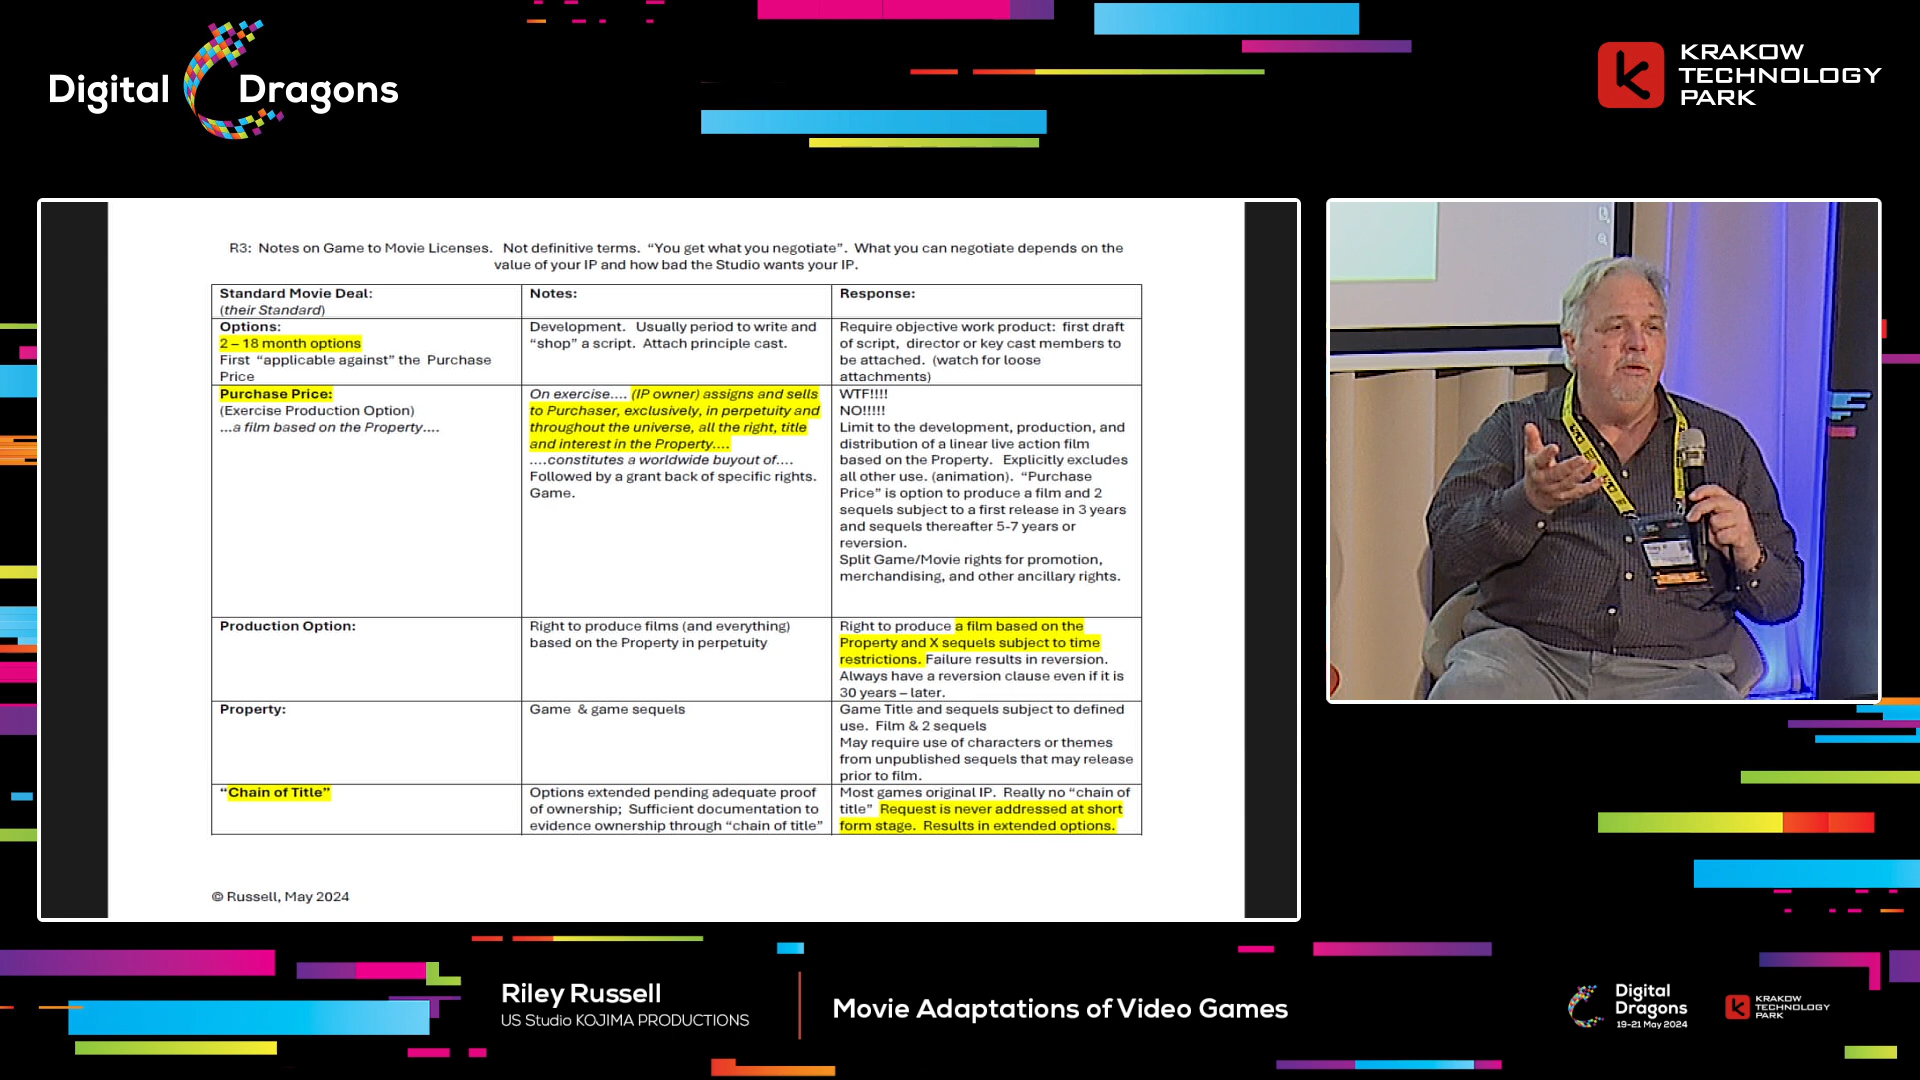 Digital Dragons
KRAKOW
TECHNOLOGY
PARK
R3: Notes on Game to Movie Licenses. Not definitive terms. “You get what you negotiate”. What you can negotiate depends on the
value of your IP and how bad the Studio wants your IP.
Standard Movie Deal:
(their Standard)
Notes:
Response:
Options:
2 – 18 month options
First “applicable against” the Purchase
Price
Development. Usually period to write and
“shop” a script. Attach principle cast.
Require objective work product: first draft
of script, director or key cast members to
be attached. (watch for loose
attachments)
Purchase Price:
(Exercise Production Option)
…a film based on the Property….
On exercise…. (IP owner) assigns and sells
to Purchaser, exclusively, in perpetuity and
throughout the universe, all the right, title
and interest in the Property….
….constitutes a worldwide buyout of….
Followed by a grant back of specific rights.
Game.
WTF!!!!
NO!!!!!
Limit to the development, production, and
distribution of a linear live action film
based on the Property. Explicitly excludes
all other use. (animation). “Purchase
Price” is option to produce a film and 2
sequels subject to a first release in 3 years
and sequels thereafter 5-7 years or
reversion.
Split Game/Movie rights for promotion,
merchandising, and other ancillary rights.
Production Option:
Right to produce films (and everything)
based on the Property in perpetuity
Right to produce a film based on the
Property and X sequels subject to time
restrictions. Failure results in reversion.
Always have a reversion clause even if it is
30 years – later.
Property:
Game & game sequels
Game Title and sequels subject to defined
use. Film & 2 sequels
May require use of characters or themes
from unpublished sequels that may release
prior to film.
“Chain of Title”
Options extended pending adequate proof
of ownership; Sufficient documentation to
evidence ownership through “chain of title”
Most games original IP. Really no “chain of
title” Request is never addressed at short
form stage. Results in extended options.
© Russell, May 2024
Riley Russell
US Studio KOJIMA PRODUCTIONS
Movie Adaptations of Video Games
Digital
Dragons
19-21 May 2024
KRAKOW
TECHNOLOGY
PARK